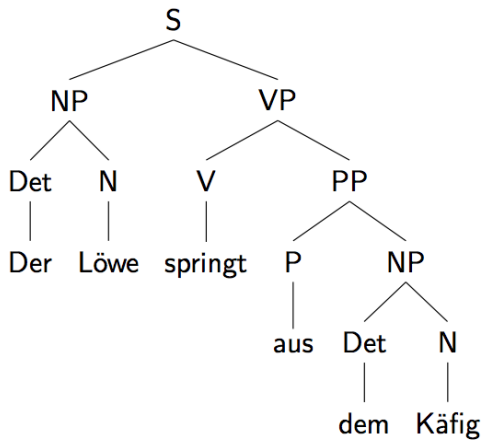 S
NP VP
Det N V PP
Der Löwe springt P NP
aus Det N
dem Käfig